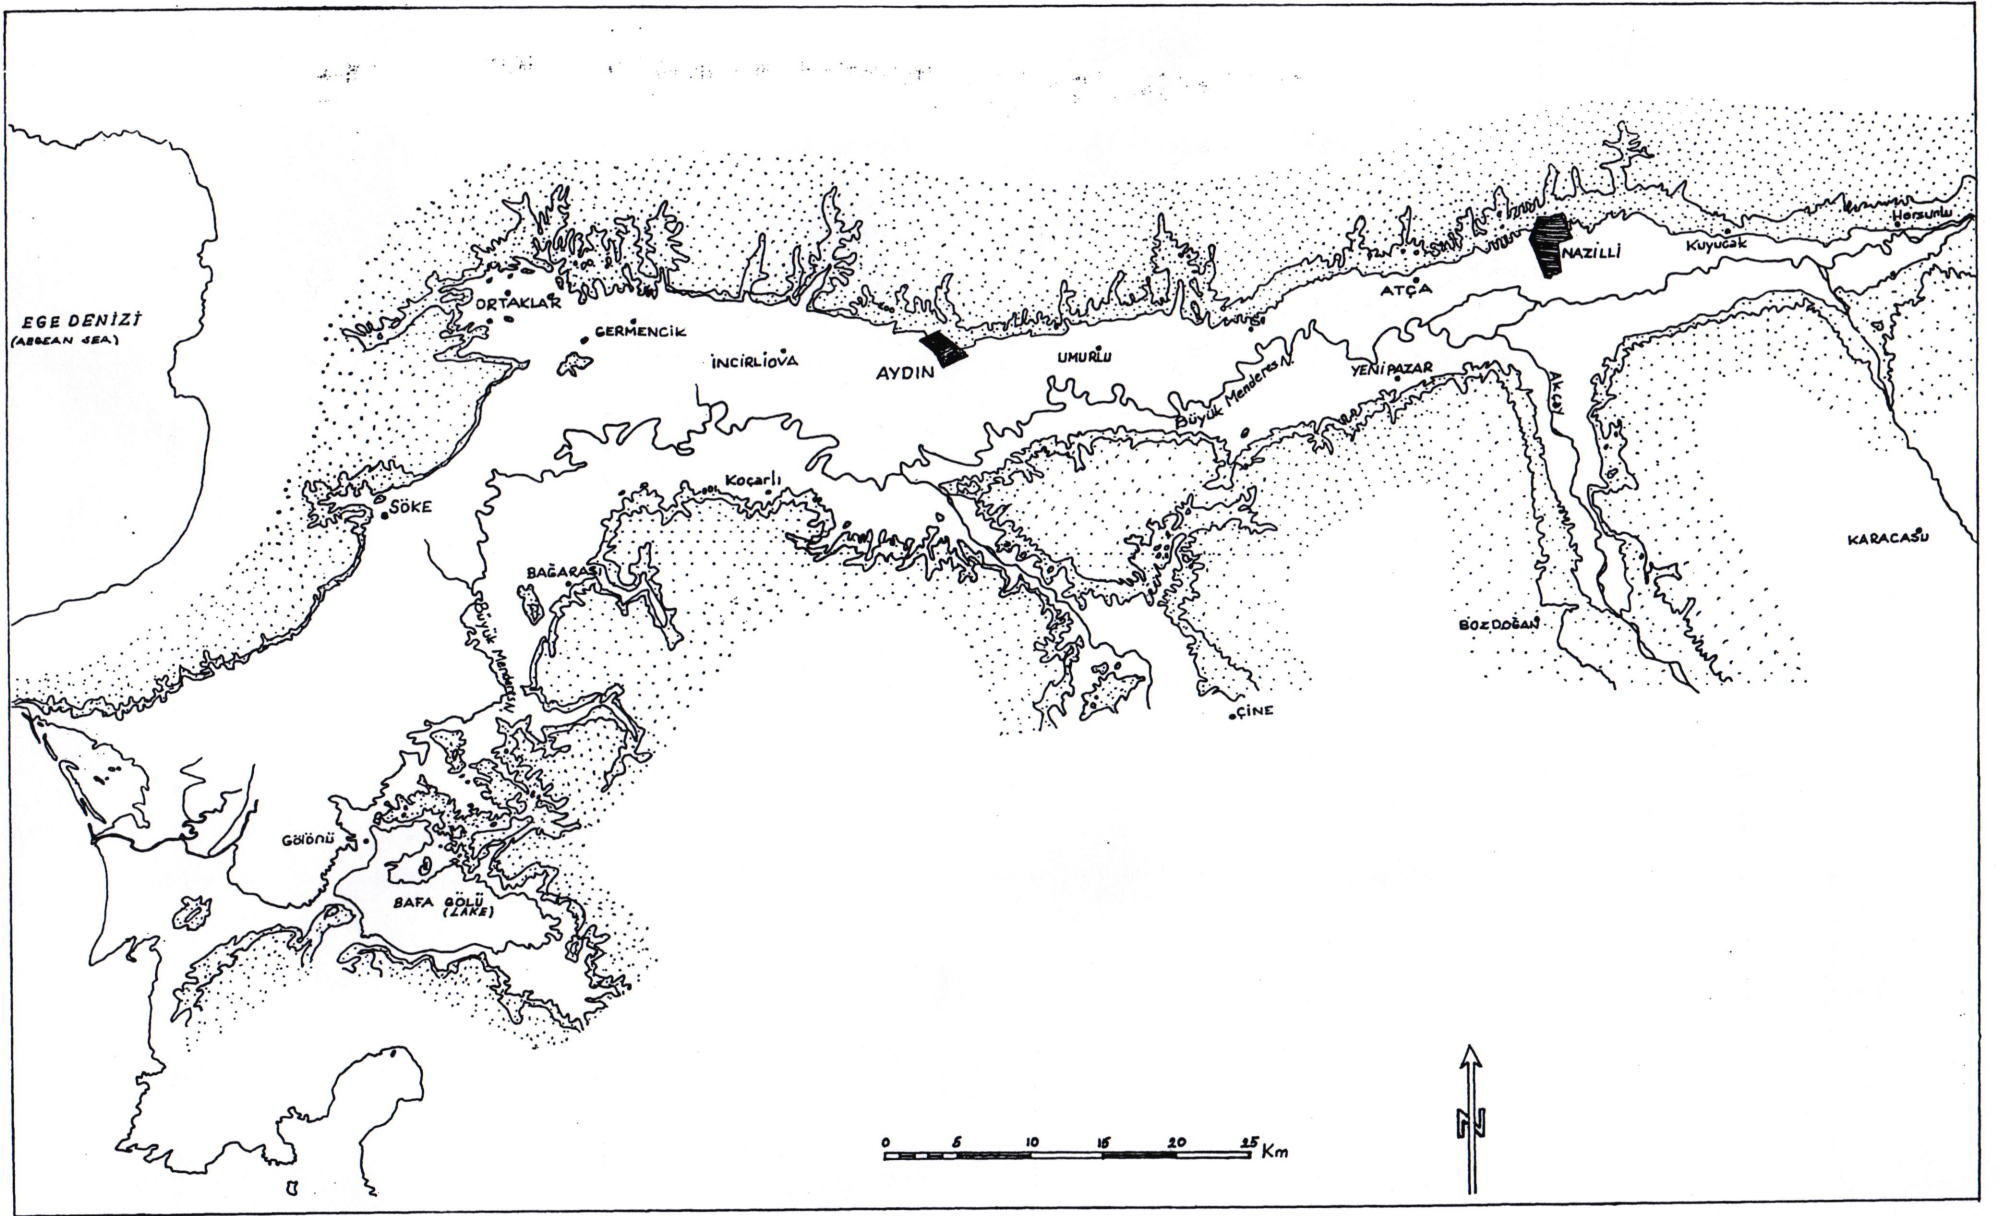 EGE DENİZİ
(AEGEAN SEA)
ORTAKLAR
GERMENCİK
İNCİRLİOVA
AYDIN
UMURLU
ATÇA
NAZİLLİ
Kuyucak
Horsunlu
YENİPAZAR
Büyük Menderes N.
Akçay
D.
SÖKE
Koçarlı
BAĞARASI
Büyük Menderes N
KARACASU
BOZDOĞAN
ÇİNE
Gölönü
BAFA GÖLÜ
(LAKE)
0 5 10 15 20 25 Km
N